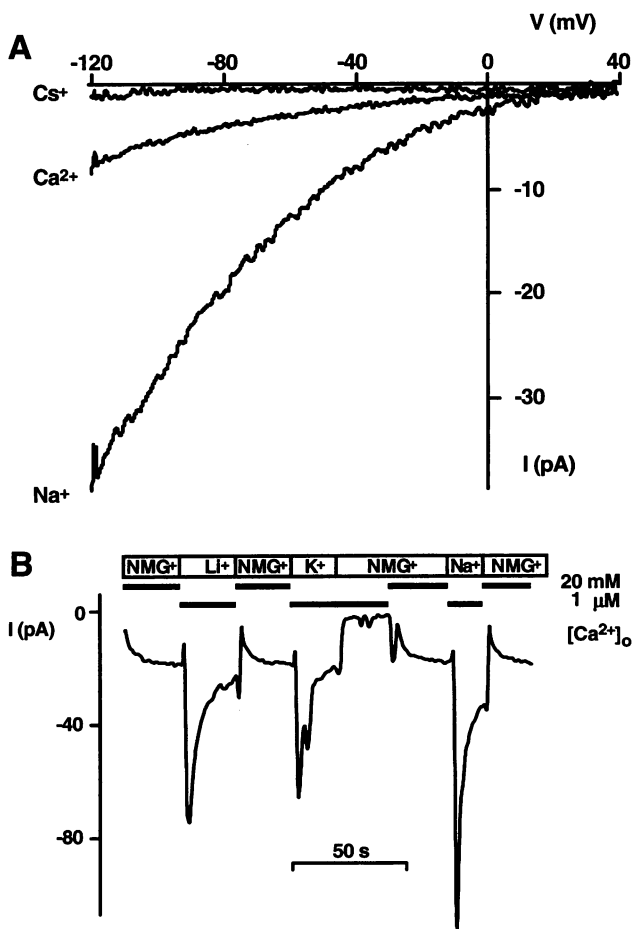 A
V (mV)
-120 -80 -40 0 40
Cs+
Ca2+
-10
-20
-30
I (pA)
Na+
B
NMG+ Li+ NMG+ K+ NMG+ Na+ NMG+
20 mM
1 μM
[Ca2+]o
I (pA)
0
-40
-80
50 s